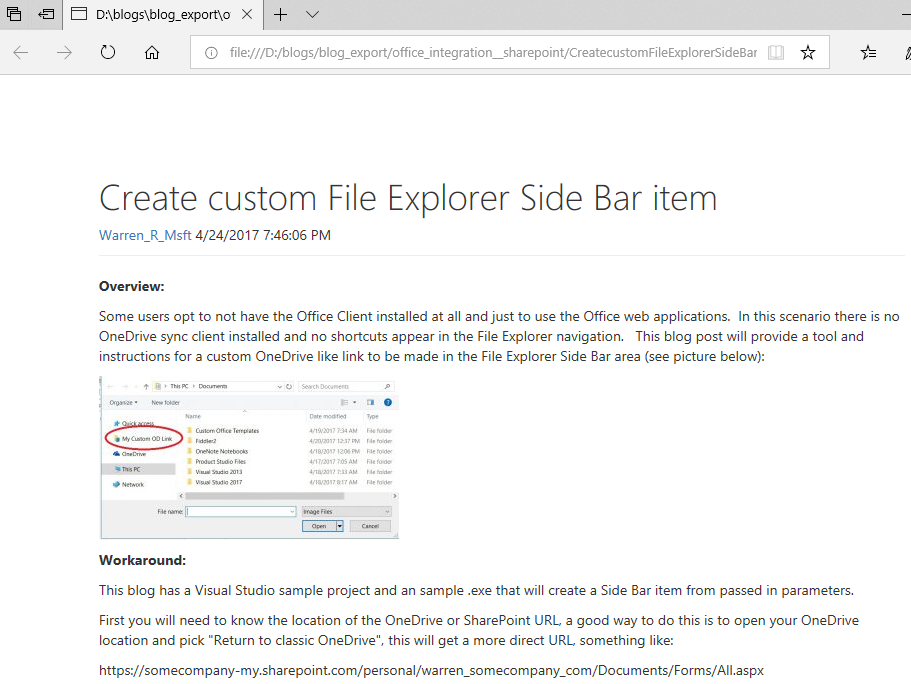 D:\blogs\blog_export\o
file:///D:/blogs/blog_export/office_integration__sharepoint/CreatecustomFileExplorerSideBar
Create custom File Explorer Side Bar item
Warren_R_Msft 4/24/2017 7:46:06 PM
Overview:
Some users opt to not have the Office Client installed at all and just to use the Office web applications.  In this scenario there is no
OneDrive sync client installed and no shortcuts appear in the File Explorer navigation.   This blog post will provide a tool and
instructions for a custom OneDrive like link to be made in the File Explorer Side Bar area (see picture below):
This PC > Documents
Search Documents
Organize
New folder
Name Date modified Type
Quick access
My Custom OD Link
OneDrive
This PC
Network
Custom Office Templates 4/19/2017 7:34 AM File folder
Fiddler2 4/20/2017 12:37 PM File folder
OneNote Notebooks 4/18/2017 12:06 PM File folder
Product Studio Files 4/17/2017 7:05 AM File folder
Visual Studio 2013 4/18/2017 7:33 AM File folder
Visual Studio 2017 4/18/2017 8:17 AM File folder
File name:
Image Files
Open
Cancel
Workaround:
This blog has a Visual Studio sample project and an sample .exe that will create a Side Bar item from passed in parameters.
First you will need to know the location of the OneDrive or SharePoint URL, a good way to do this is to open your OneDrive
location and pick "Return to classic OneDrive", this will get a more direct URL, something like:
https://somecompany-my.sharepoint.com/personal/warren_somecompany_com/Documents/Forms/All.aspx